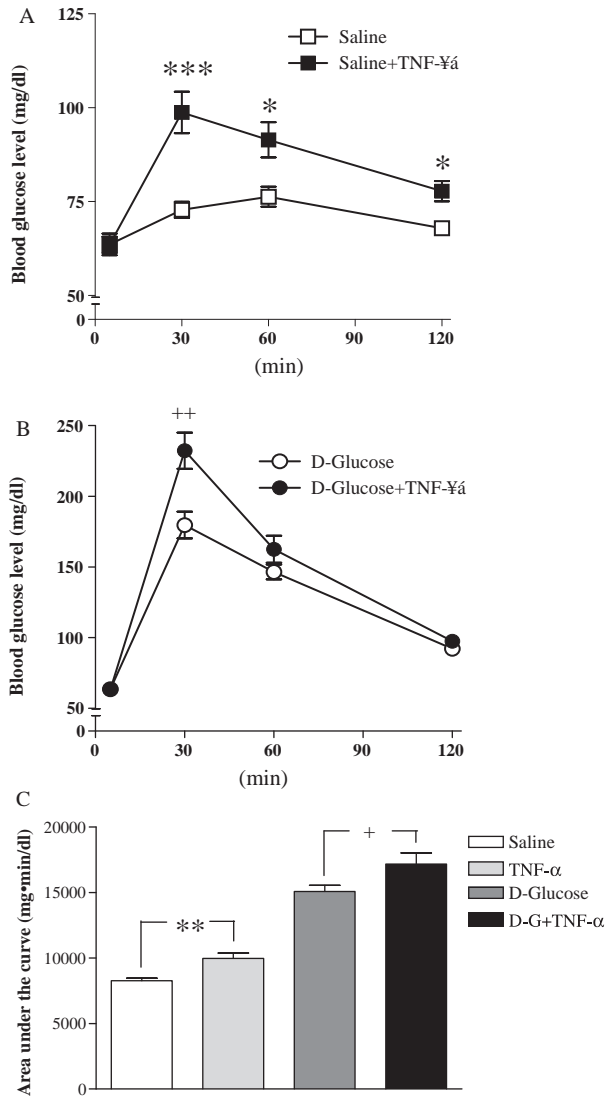 A
125
100
75
50
0
Blood glucose level (mg/dl)
Saline
Saline+TNF-¥á
***
*
*
0 30 60 90 120
(min)
B
250
200
150
100
50
0
Blood glucose level (mg/dl)
++
D-Glucose
D-Glucose+TNF-¥á
0 30 60 90 120
(min)
C
20000
15000
10000
5000
0
Area under the curve (mg•min/dl)
**
+
Saline
TNF-α
D-Glucose
D-G+TNF-α